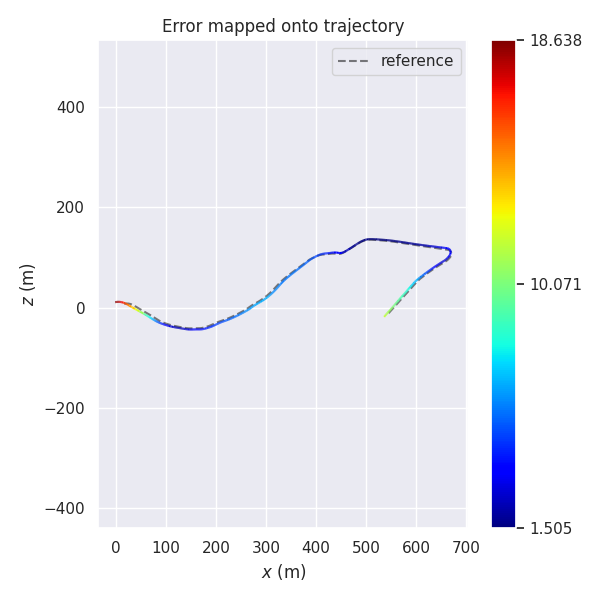 Error mapped onto trajectory
reference
18.638
10.071
1.505
400
200
0
−200
−400
z (m)
0 100 200 300 400 500 600 700
x (m)